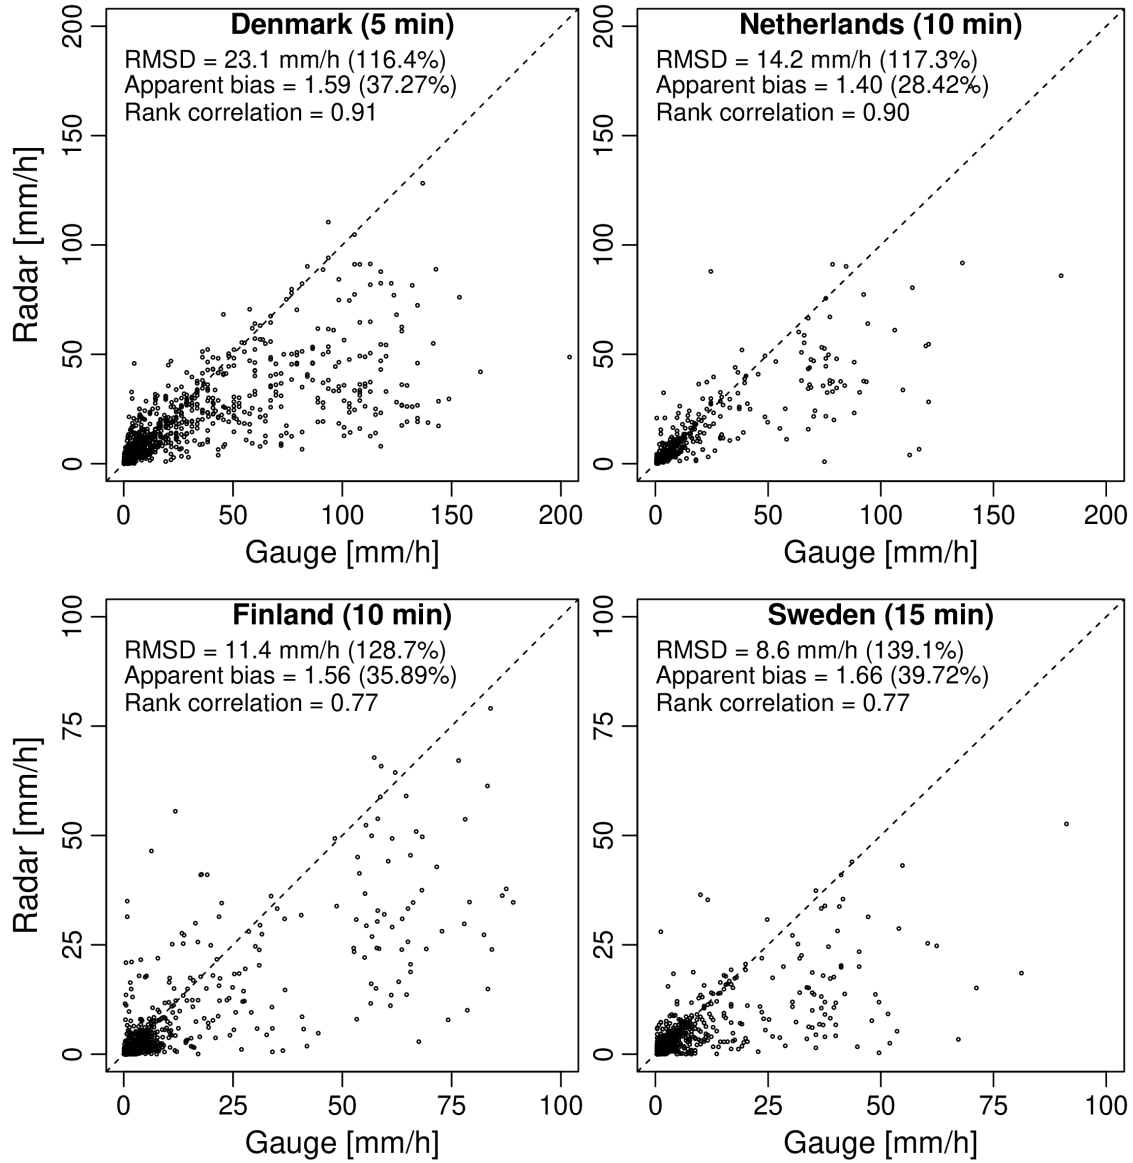 Denmark (5 min)
RMSD = 23.1 mm/h (116.4%)
Apparent bias = 1.59 (37.27%)
Rank correlation = 0.91
200
150
100
50
0
Radar [mm/h]
0 50 100 150 200
Gauge [mm/h]
Netherlands (10 min)
RMSD = 14.2 mm/h (117.3%)
Apparent bias = 1.40 (28.42%)
Rank correlation = 0.90
200
150
100
50
0
0 50 100 150 200
Gauge [mm/h]
Finland (10 min)
RMSD = 11.4 mm/h (128.7%)
Apparent bias = 1.56 (35.89%)
Rank correlation = 0.77
100
75
50
25
0
Radar [mm/h]
0 25 50 75 100
Gauge [mm/h]
Sweden (15 min)
RMSD = 8.6 mm/h (139.1%)
Apparent bias = 1.66 (39.72%)
Rank correlation = 0.77
100
75
50
25
0
0 25 50 75 100
Gauge [mm/h]